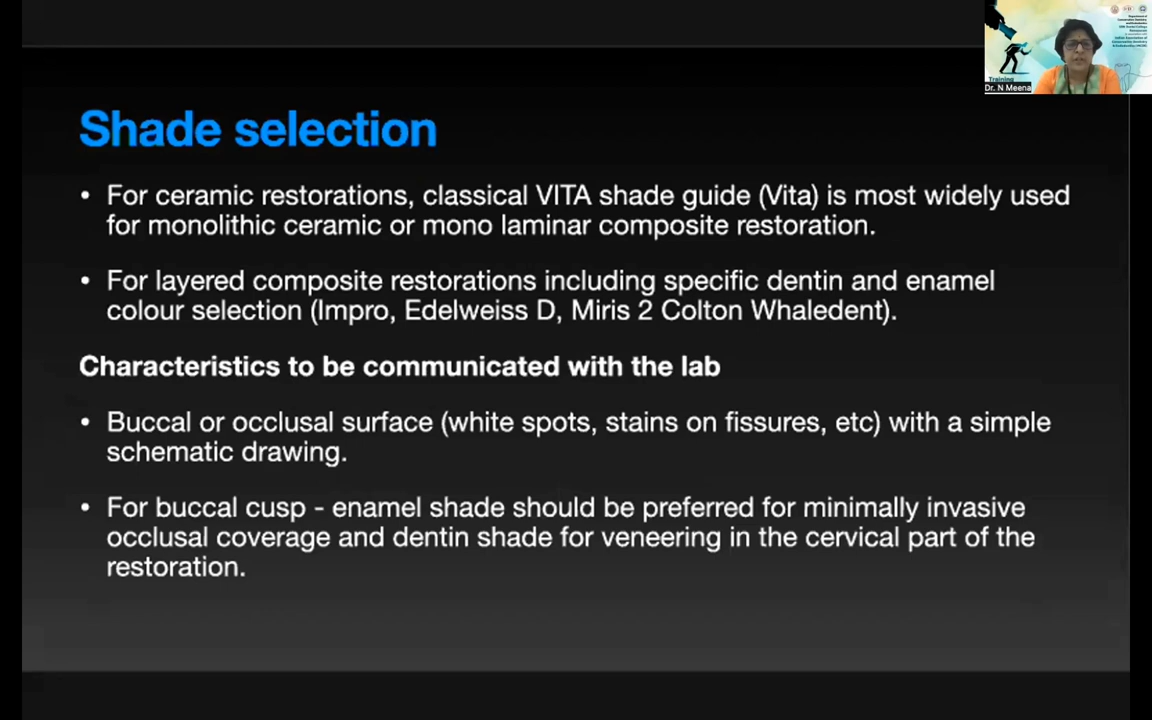 Shade selection
• For ceramic restorations, classical VITA shade guide (Vita) is most widely used
for monolithic ceramic or mono laminar composite restoration.
• For layered composite restorations including specific dentin and enamel
colour selection (Impro, Edelweiss D, Miris 2 Colton Whaledent).
Characteristics to be communicated with the lab
• Buccal or occlusal surface (white spots, stains on fissures, etc) with a simple
schematic drawing.
• For buccal cusp - enamel shade should be preferred for minimally invasive
occlusal coverage and dentin shade for veneering in the cervical part of the
restoration.
Training
Dr. N Meena